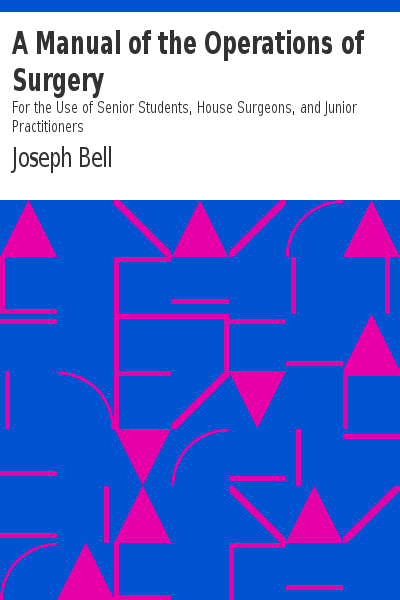 A Manual of the Operations of
Surgery
For the Use of Senior Students, House Surgeons, and Junior
Practitioners
Joseph Bell